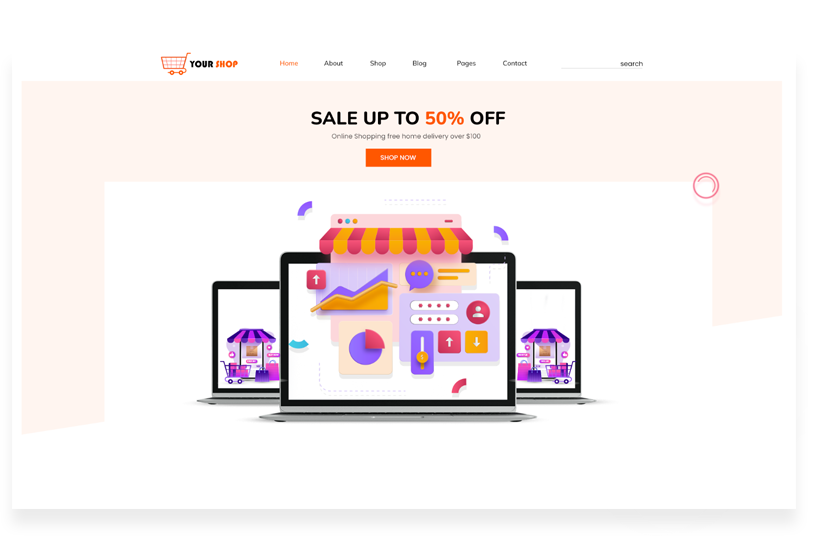 YOUR SHOP
Home About Shop Blog Pages Contact search
SALE UP TO 50% OFF
Online Shopping free home delivery over $100
SHOP NOW